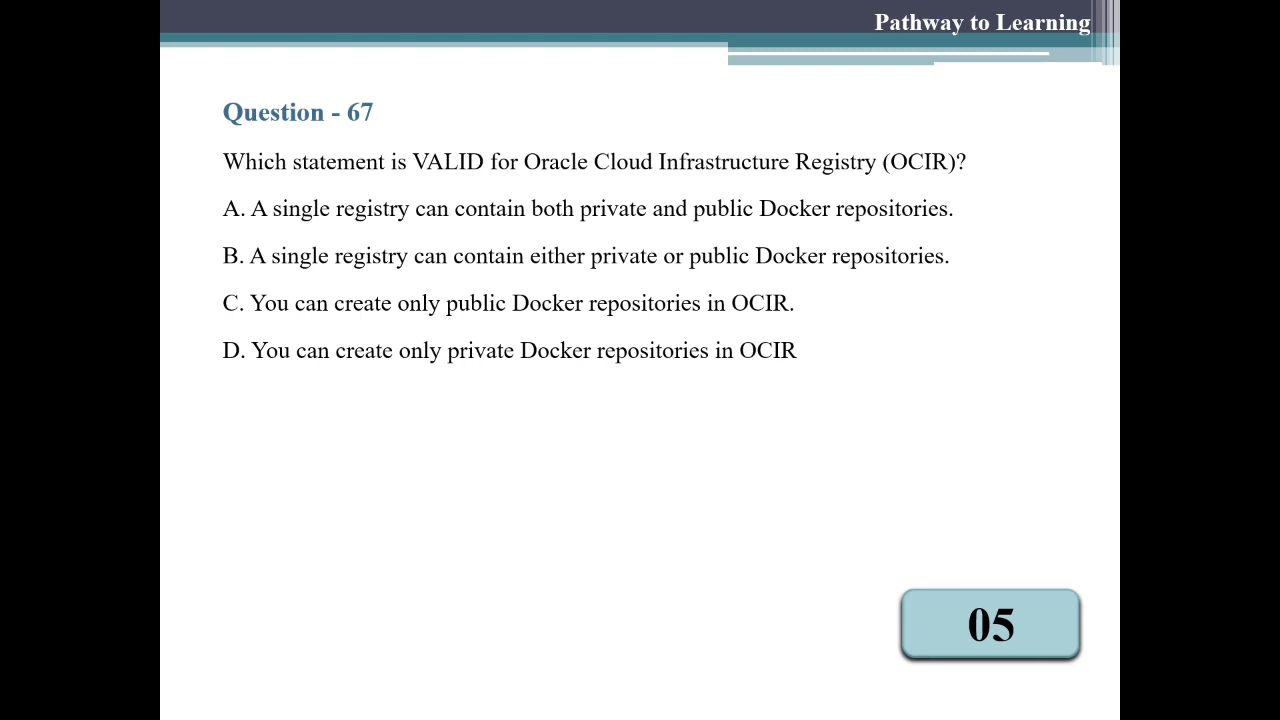 Pathway to Learning
Question - 67
Which statement is VALID for Oracle Cloud Infrastructure Registry (OCIR)?
A. A single registry can contain both private and public Docker repositories.
B. A single registry can contain either private or public Docker repositories.
C. You can create only public Docker repositories in OCIR.
D. You can create only private Docker repositories in OCIR
05